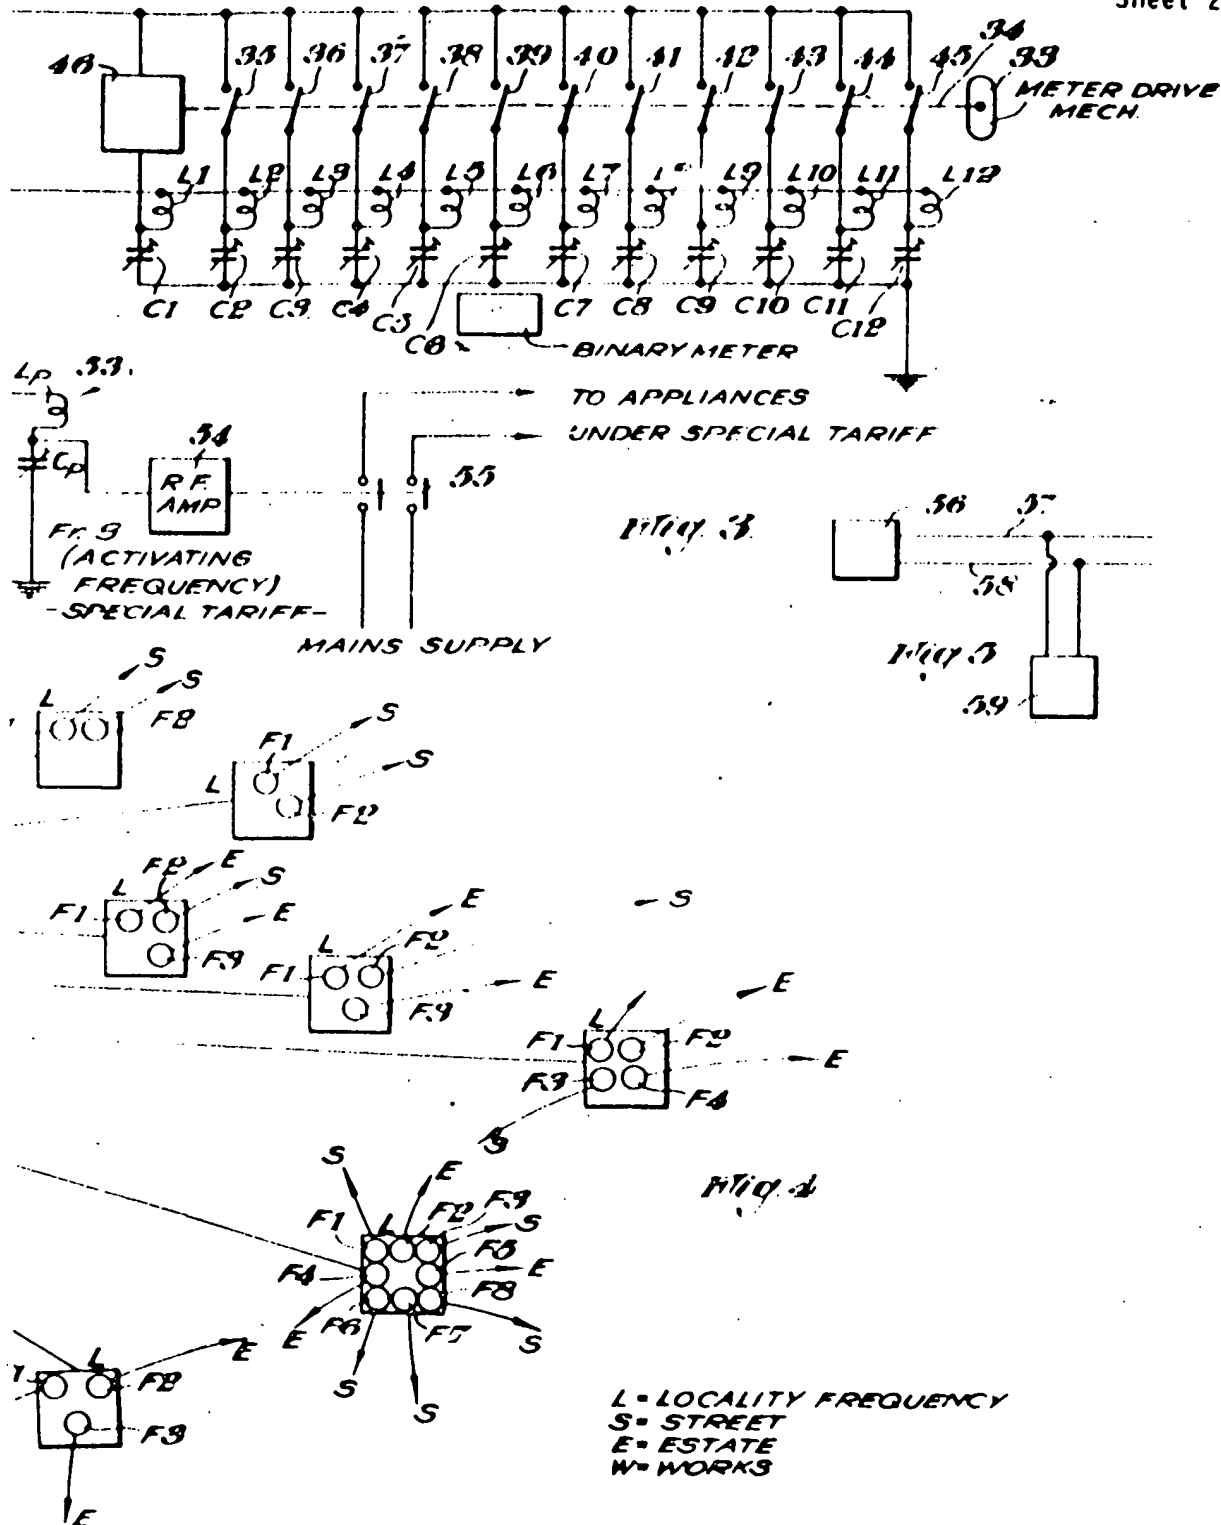 Sheet 2
46 35 36 37 38 39 40 41 42 43 44 45 34 33
METER DRIVE
MECH.
L1 L2 L3 L4 L5 L6 L7 L9 L10 L11 L12
C1 C2 C3 C4 C5 C6 C7 C8 C9 C10 C11 C12
BINARY METER
Lp 53.
TO APPLIANCES
UNDER SPECIAL TARIFF
Cp
54
R.F.
AMP
55
Fr. 9
(ACTIVATING
FREQUENCY)
-SPECIAL TARIFF-
MAINS SUPPLY
Fig. 3
56 57
58
Fig. 5
59
S
S
L F2
F1 S
L S
F2
F2 E
L S
F1 E
F3
E S
L F2
F1 E
F3
E
L F2
F1 E
F3 F4
S
Fig. 4
S E
F1 L F2 F3
S
F5
F4 E
F8
E F6 F7 S
S
S
L E
1 F2
F3
E
L = LOCALITY FREQUENCY
S = STREET
E = ESTATE
W = WORKS